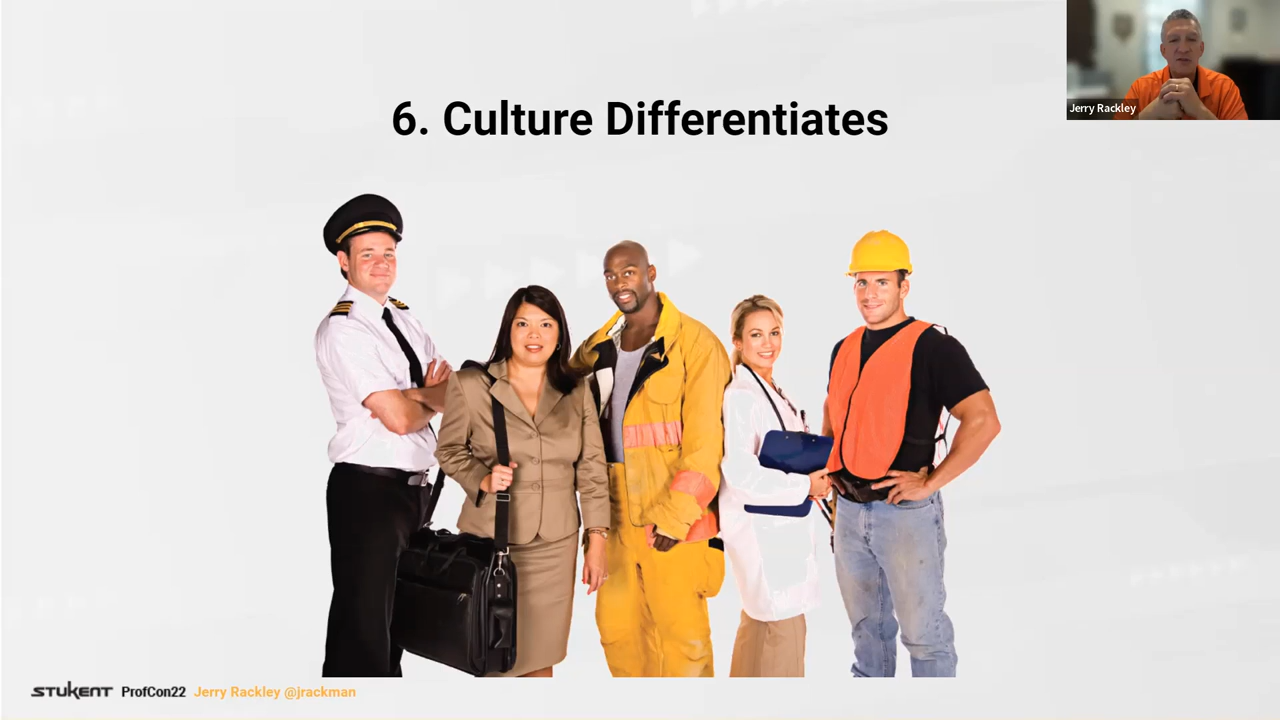 Jerry Rackley
6. Culture Differentiates
STUKENT ProfCon22 Jerry Rackley @jrackman